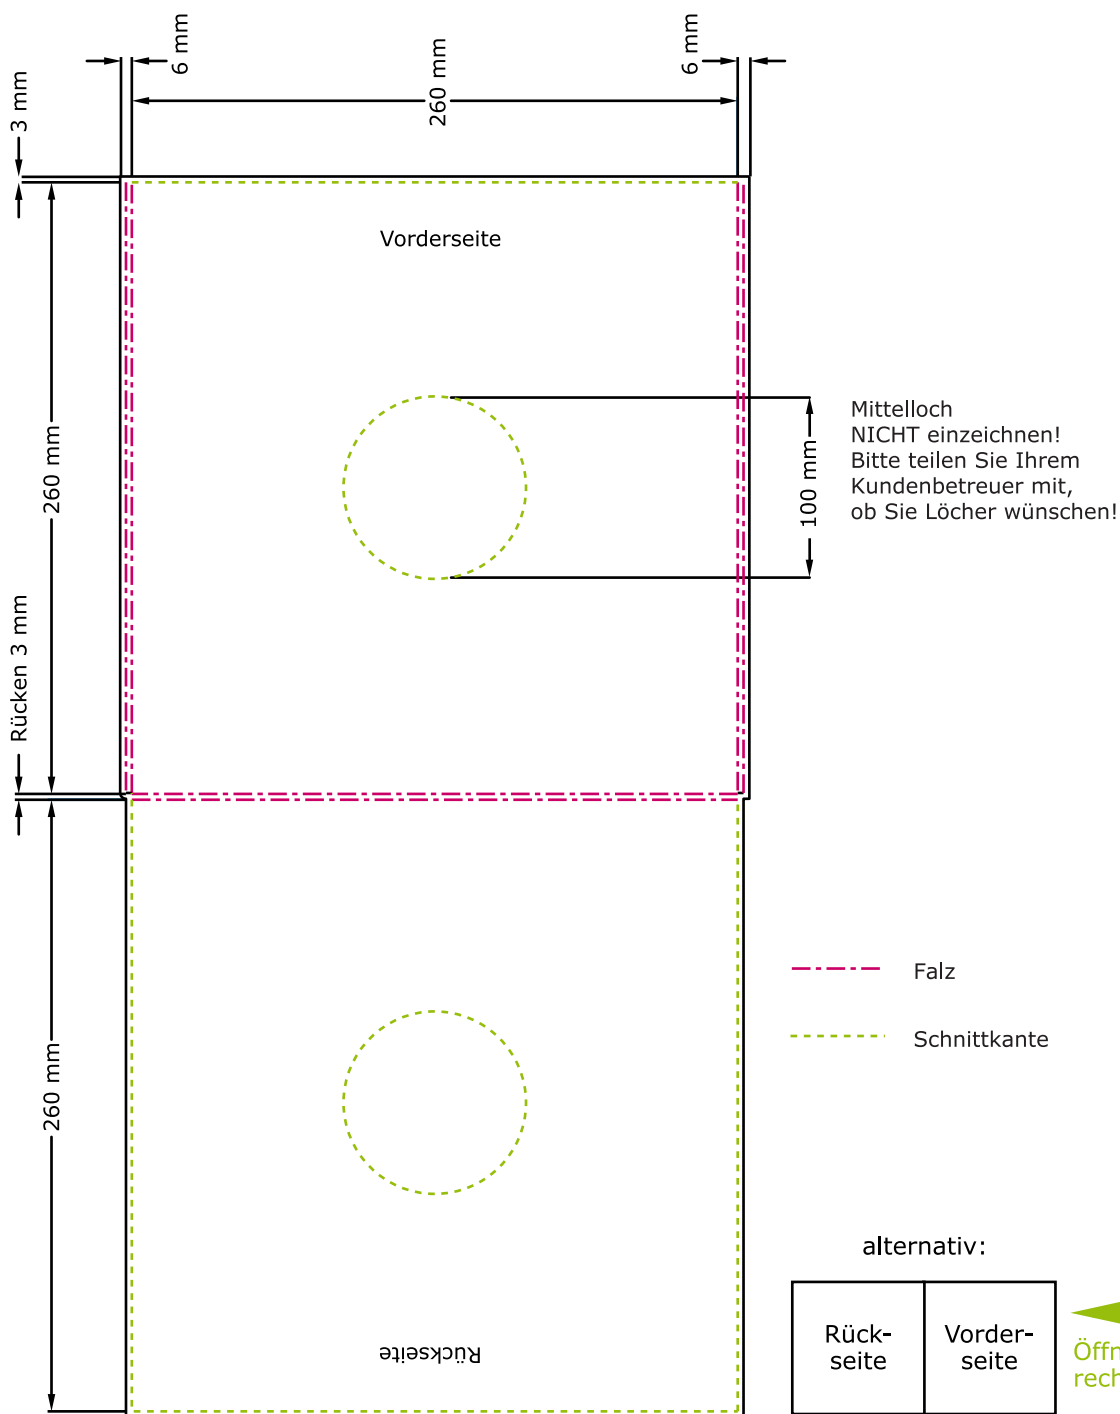 6 mm
6 mm
260 mm
3 mm
Vorderseite
260 mm
100 mm
Mittelloch
NICHT einzeichnen!
Bitte teilen Sie Ihrem
Kundenbetreuer mit,
ob Sie Löcher wünschen!
Rücken 3 mm
Falz
Schnittkante
260 mm
alternativ:
Rückseite
Rück-
seite
Vorder-
seite
Öffn
rech